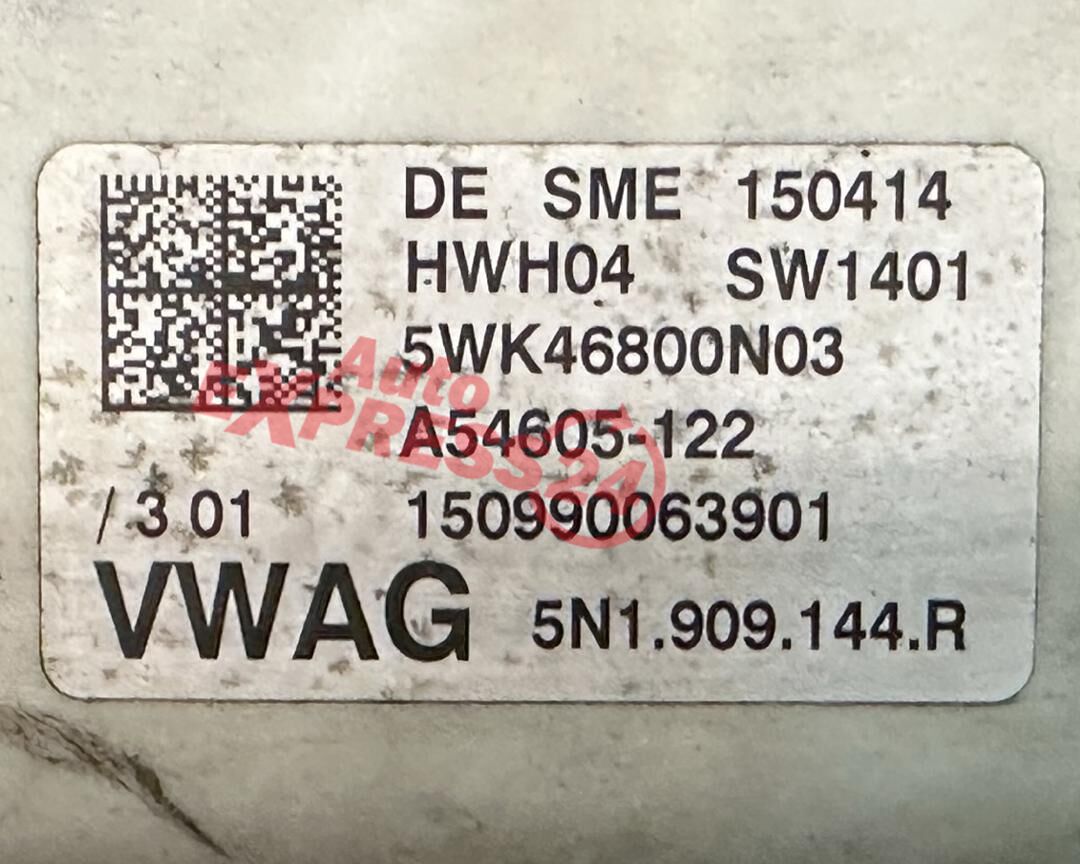 DE SME 150414
HWH04 SW1401
5WK46800N03
A54605-122
/ 3 01 150990063901
VWAG 5N1.909.144.R
Auto
EXPRESS24